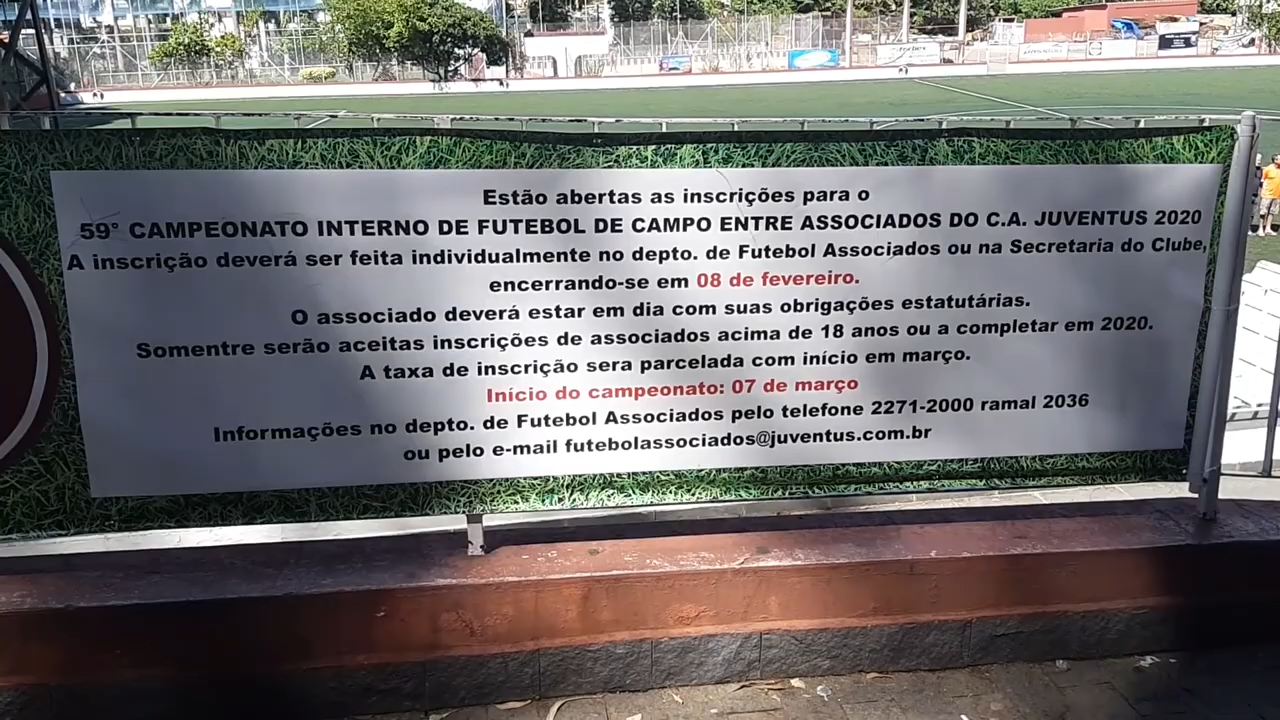 Estão abertas as inscrições para o
59° CAMPEONATO INTERNO DE FUTEBOL DE CAMPO ENTRE ASSOCIADOS DO C.A. JUVENTUS 2020
A inscrição deverá ser feita individualmente no depto. de Futebol Associados ou na Secretaria do Clube,
encerrando-se em 08 de fevereiro.
O associado deverá estar em dia com suas obrigações estatutárias.
Somentre serão aceitas inscrições de associados acima de 18 anos ou a completar em 2020.
A taxa de inscrição sera parcelada com início em março.
Início do campeonato: 07 de março
Informações no depto. de Futebol Associados pelo telefone 2271-2000 ramal 2036
ou pelo e-mail futebolassociados@juventus.com.br